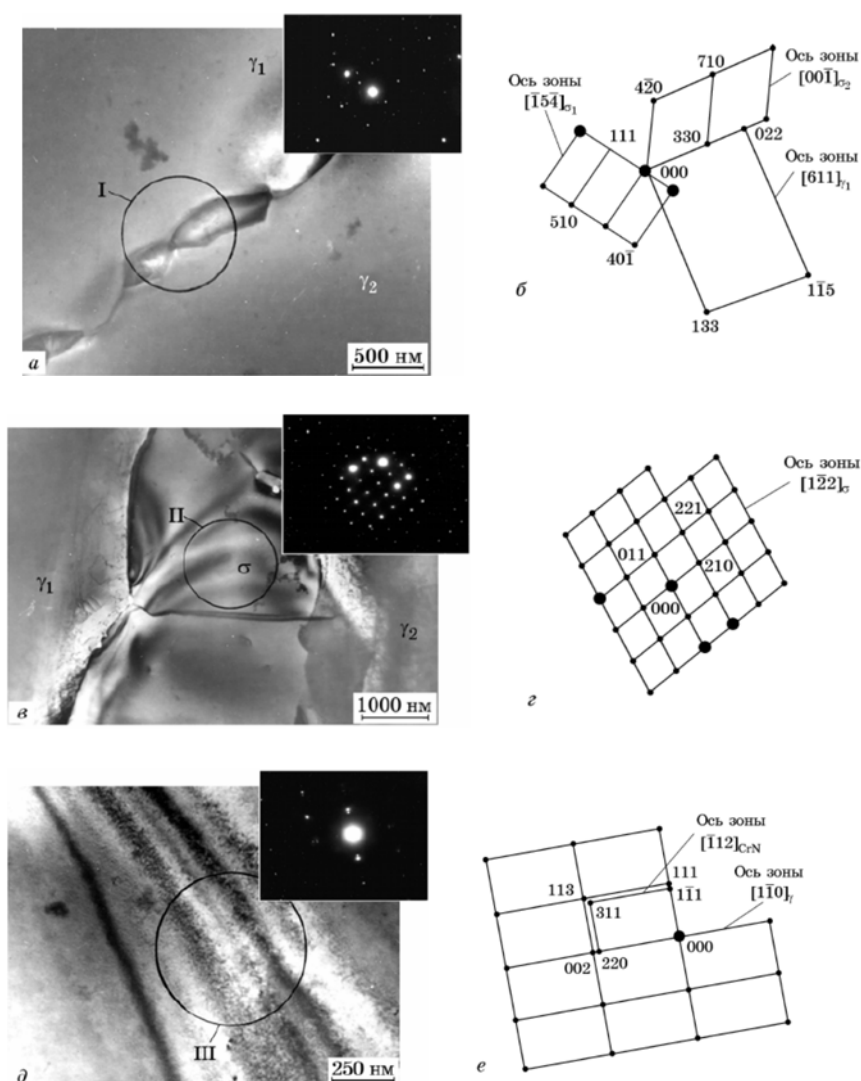 γ₁
I
γ₂
а
500 нм
710
42̅0
Ось зоны
[001̅]σ₂
Ось зоны
[1̅54̅]σ₁
111
330
022
000
Ось зоны
[611]γ₁
510
401̅
11̅5
133
б
II
σ
γ₁
γ₂
в
1000 нм
Ось зоны
[12̅2]σ
221
011
210
000
г
III
д
250 нм
Ось зоны
[1̅12]CrN
Ось зоны
[11̅0]γ
111
113
11̅1
311
000
002
220
е